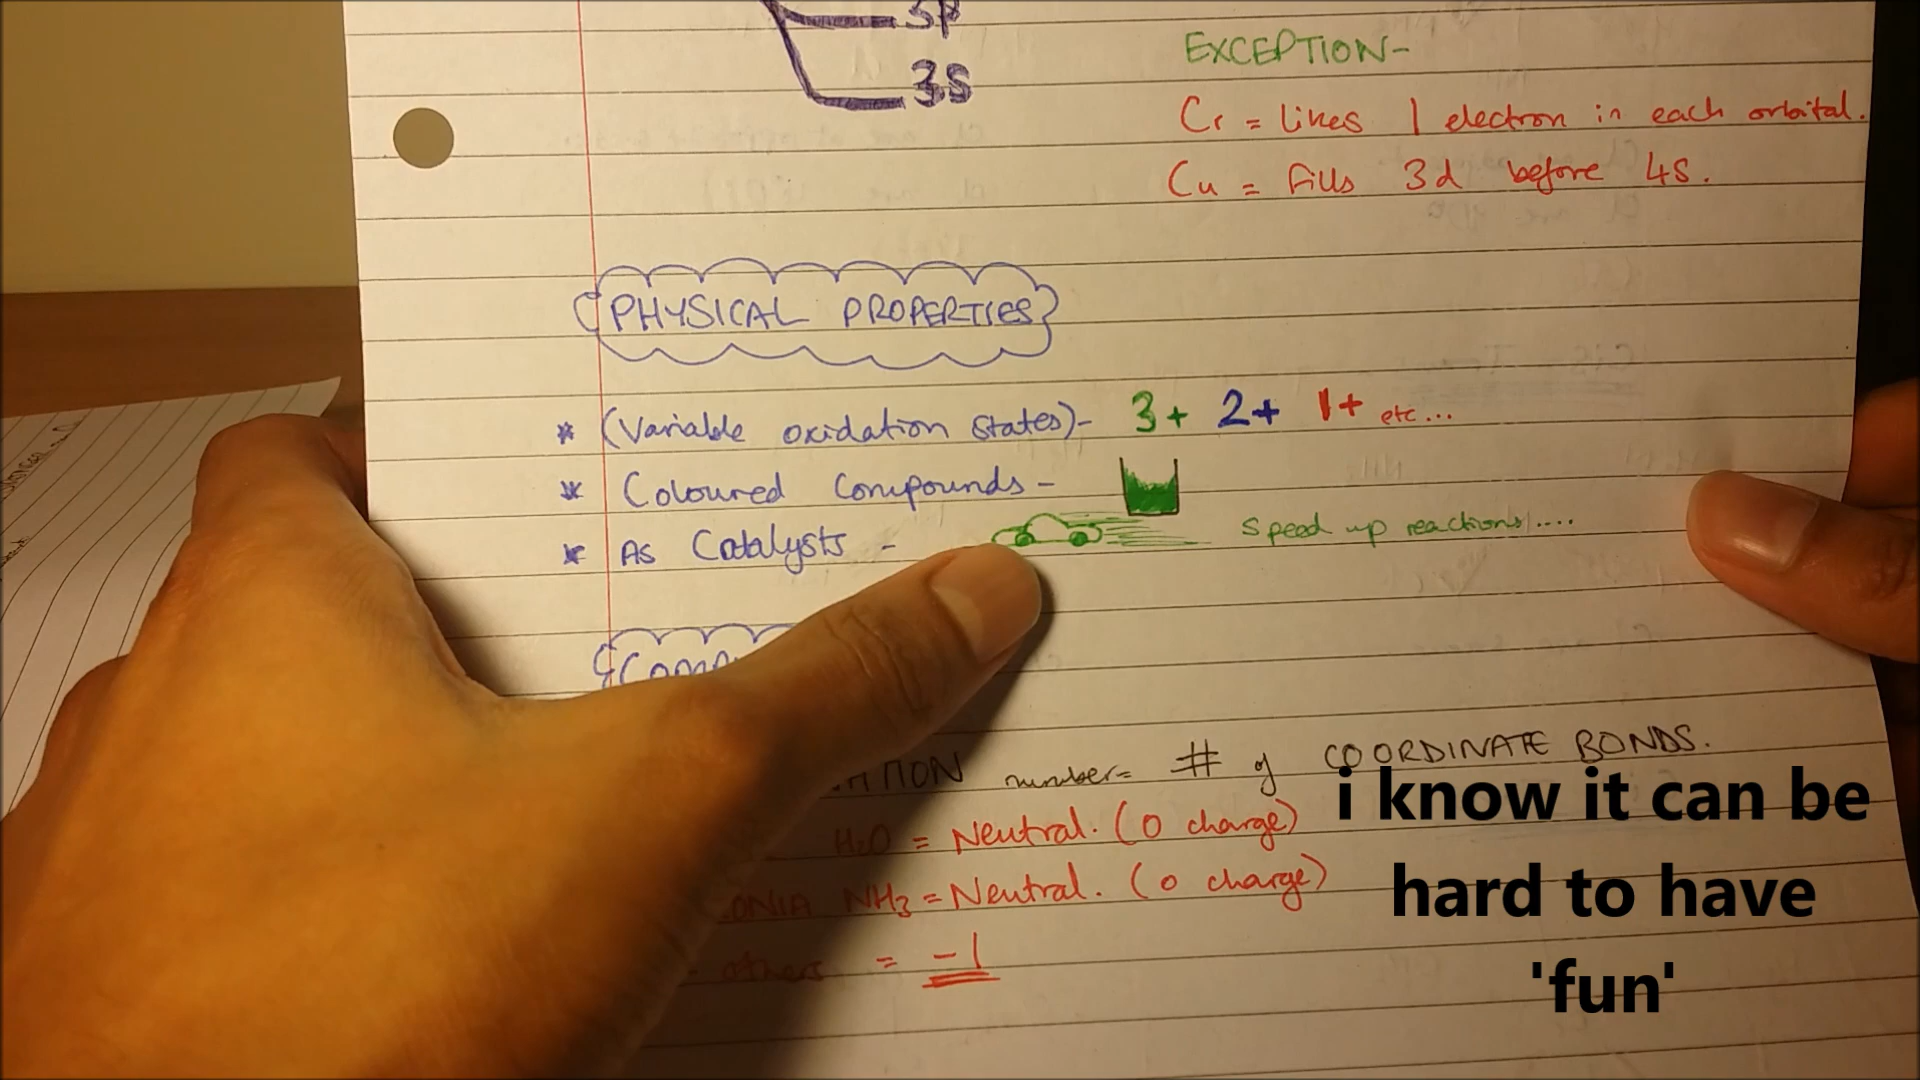 3p
3s
EXCEPTION-
Cr = likes 1 electron in each orbital.
Cu = fills 3d before 4s.
PHYSICAL PROPERTIES
* (Variable oxidation states)- 3+ 2+ 1+ etc...
* Coloured Compounds -
* As Catalysts - Speed up reactions....
number= # of COORDINATE BONDS.
H2O = Neutral. (0 charge)
NH3 = Neutral. (0 charge)
others = -1
i know it can be
hard to have
'fun'